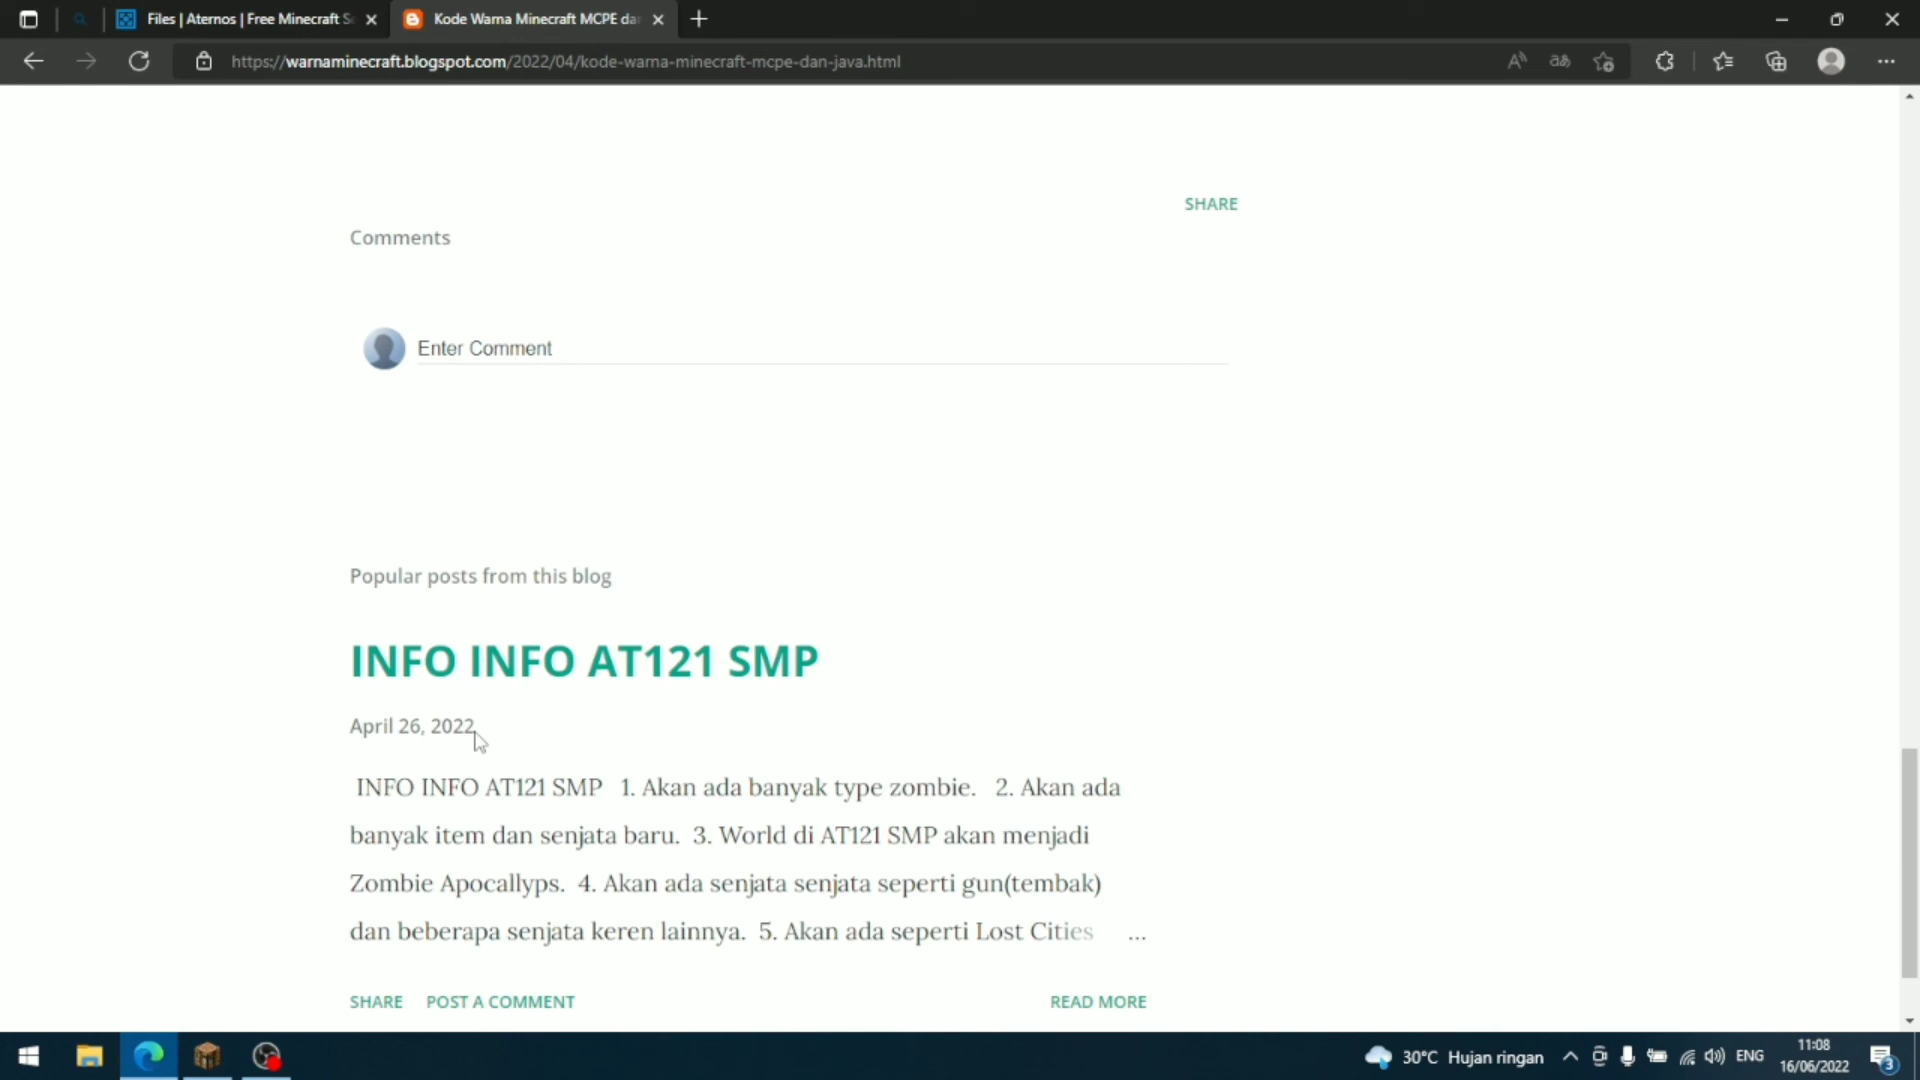 Files | Aternos | Free Minecraft S
Kode Warna Minecraft MCPE da
https://warnaminecraft.blogspot.com/2022/04/kode-warna-minecraft-mcpe-dan-java.html
SHARE
Comments
Enter Comment
Popular posts from this blog
INFO INFO AT121 SMP
April 26, 2022
INFO INFO AT121 SMP 1. Akan ada banyak type zombie. 2. Akan ada
banyak item dan senjata baru. 3. World di AT121 SMP akan menjadi
Zombie Apocallyps. 4. Akan ada senjata senjata seperti gun(tembak)
dan beberapa senjata keren lainnya. 5. Akan ada seperti Lost Cities ...
SHARE POST A COMMENT READ MORE
30°C Hujan ringan ENG 11:08
16/06/2022 3